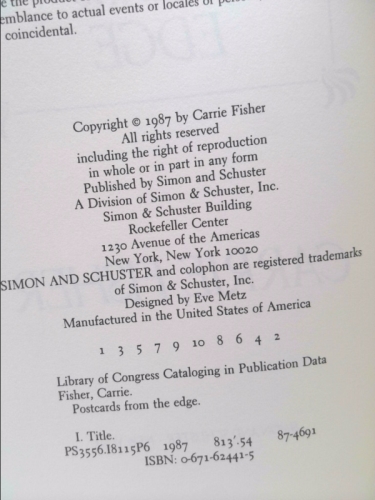 the product
emblance to actual events or locales or
coincidental.
Copyright © 1987 by Carrie Fisher
All rights reserved
including the right of reproduction
in whole or in part in any form
Published by Simon and Schuster
A Division of Simon & Schuster, Inc.
Simon & Schuster Building
Rockefeller Center
1230 Avenue of the Americas
New York, New York 10020
SIMON AND SCHUSTER and colophon are registered trademarks
of Simon & Schuster, Inc.
Designed by Eve Metz
Manufactured in the United States of America
1 3 5 7 9 10 8 6 4 2
Library of Congress Cataloging in Publication Data
Fisher, Carrie.
Postcards from the edge.
I. Title.
PS3556.I8115P6 1987 813'.54 87-4691
ISBN: 0-671-62441-5